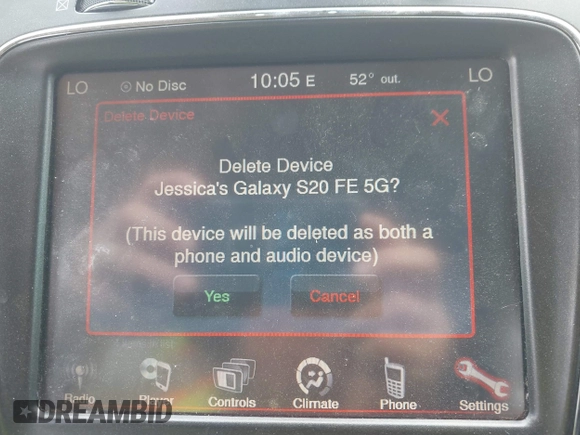 LO
No Disc
10:05 E
52° out.
LO
Delete Device
Delete Device
Jessica's Galaxy S20 FE 5G?
(This device will be deleted as both a
phone and audio device)
Yes
Cancel
Radio
Player
Controls
Climate
Phone
Settings
DREAMBID